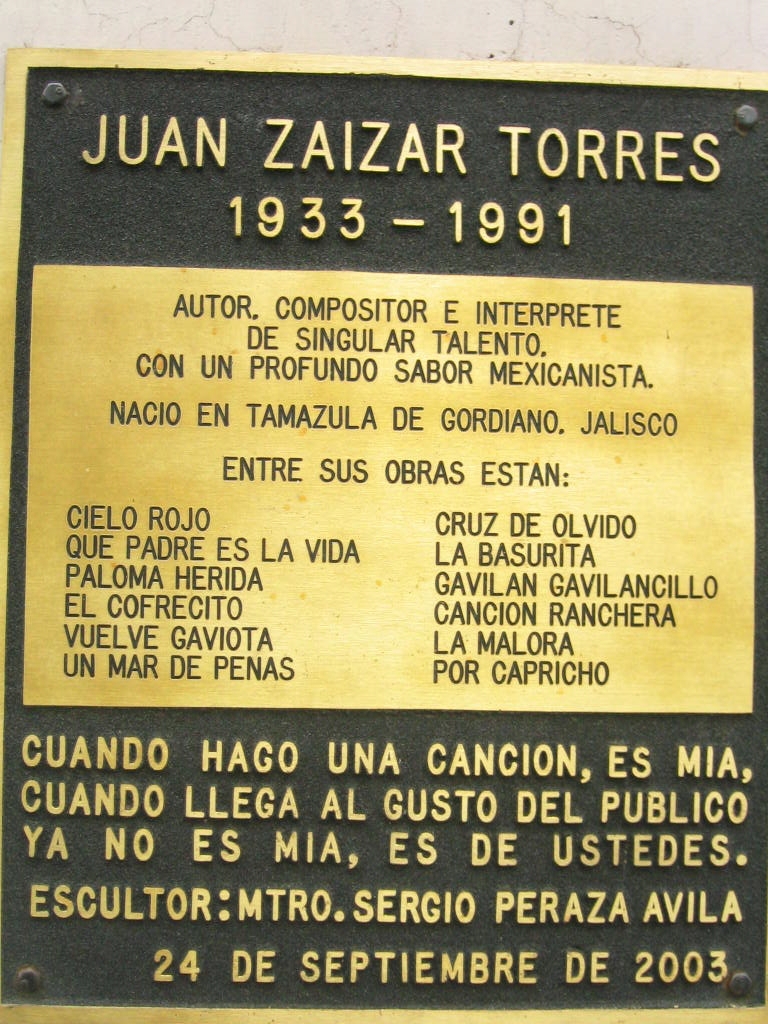 JUAN ZAIZAR TORRES
1933 - 1991
AUTOR. COMPOSITOR E INTERPRETE
DE SINGULAR TALENTO.
CON UN PROFUNDO SABOR MEXICANISTA.
NACIO EN TAMAZULA DE GORDIANO. JALISCO
ENTRE SUS OBRAS ESTAN:
CIELO ROJO
QUE PADRE ES LA VIDA
PALOMA HERIDA
EL COFRECITO
VUELVE GAVIOTA
UN MAR DE PENAS
CRUZ DE OLVIDO
LA BASURITA
GAVILAN GAVILANCILLO
CANCION RANCHERA
LA MALORA
POR CAPRICHO
CUANDO HAGO UNA CANCION, ES MIA,
CUANDO LLEGA AL GUSTO DEL PUBLICO
YA NO ES MIA, ES DE USTEDES.
ESCULTOR: MTRO. SERGIO PERAZA AVILA
24 DE SEPTIEMBRE DE 2003